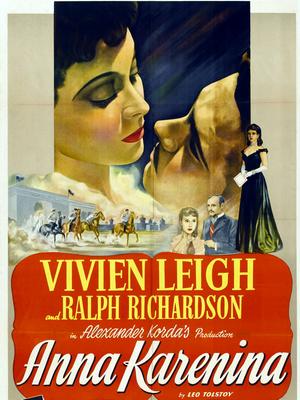 VIVIEN LEIGH
and RALPH RICHARDSON
in Alexander Korda's Production
Anna Karenina
by LEO TOLSTOY